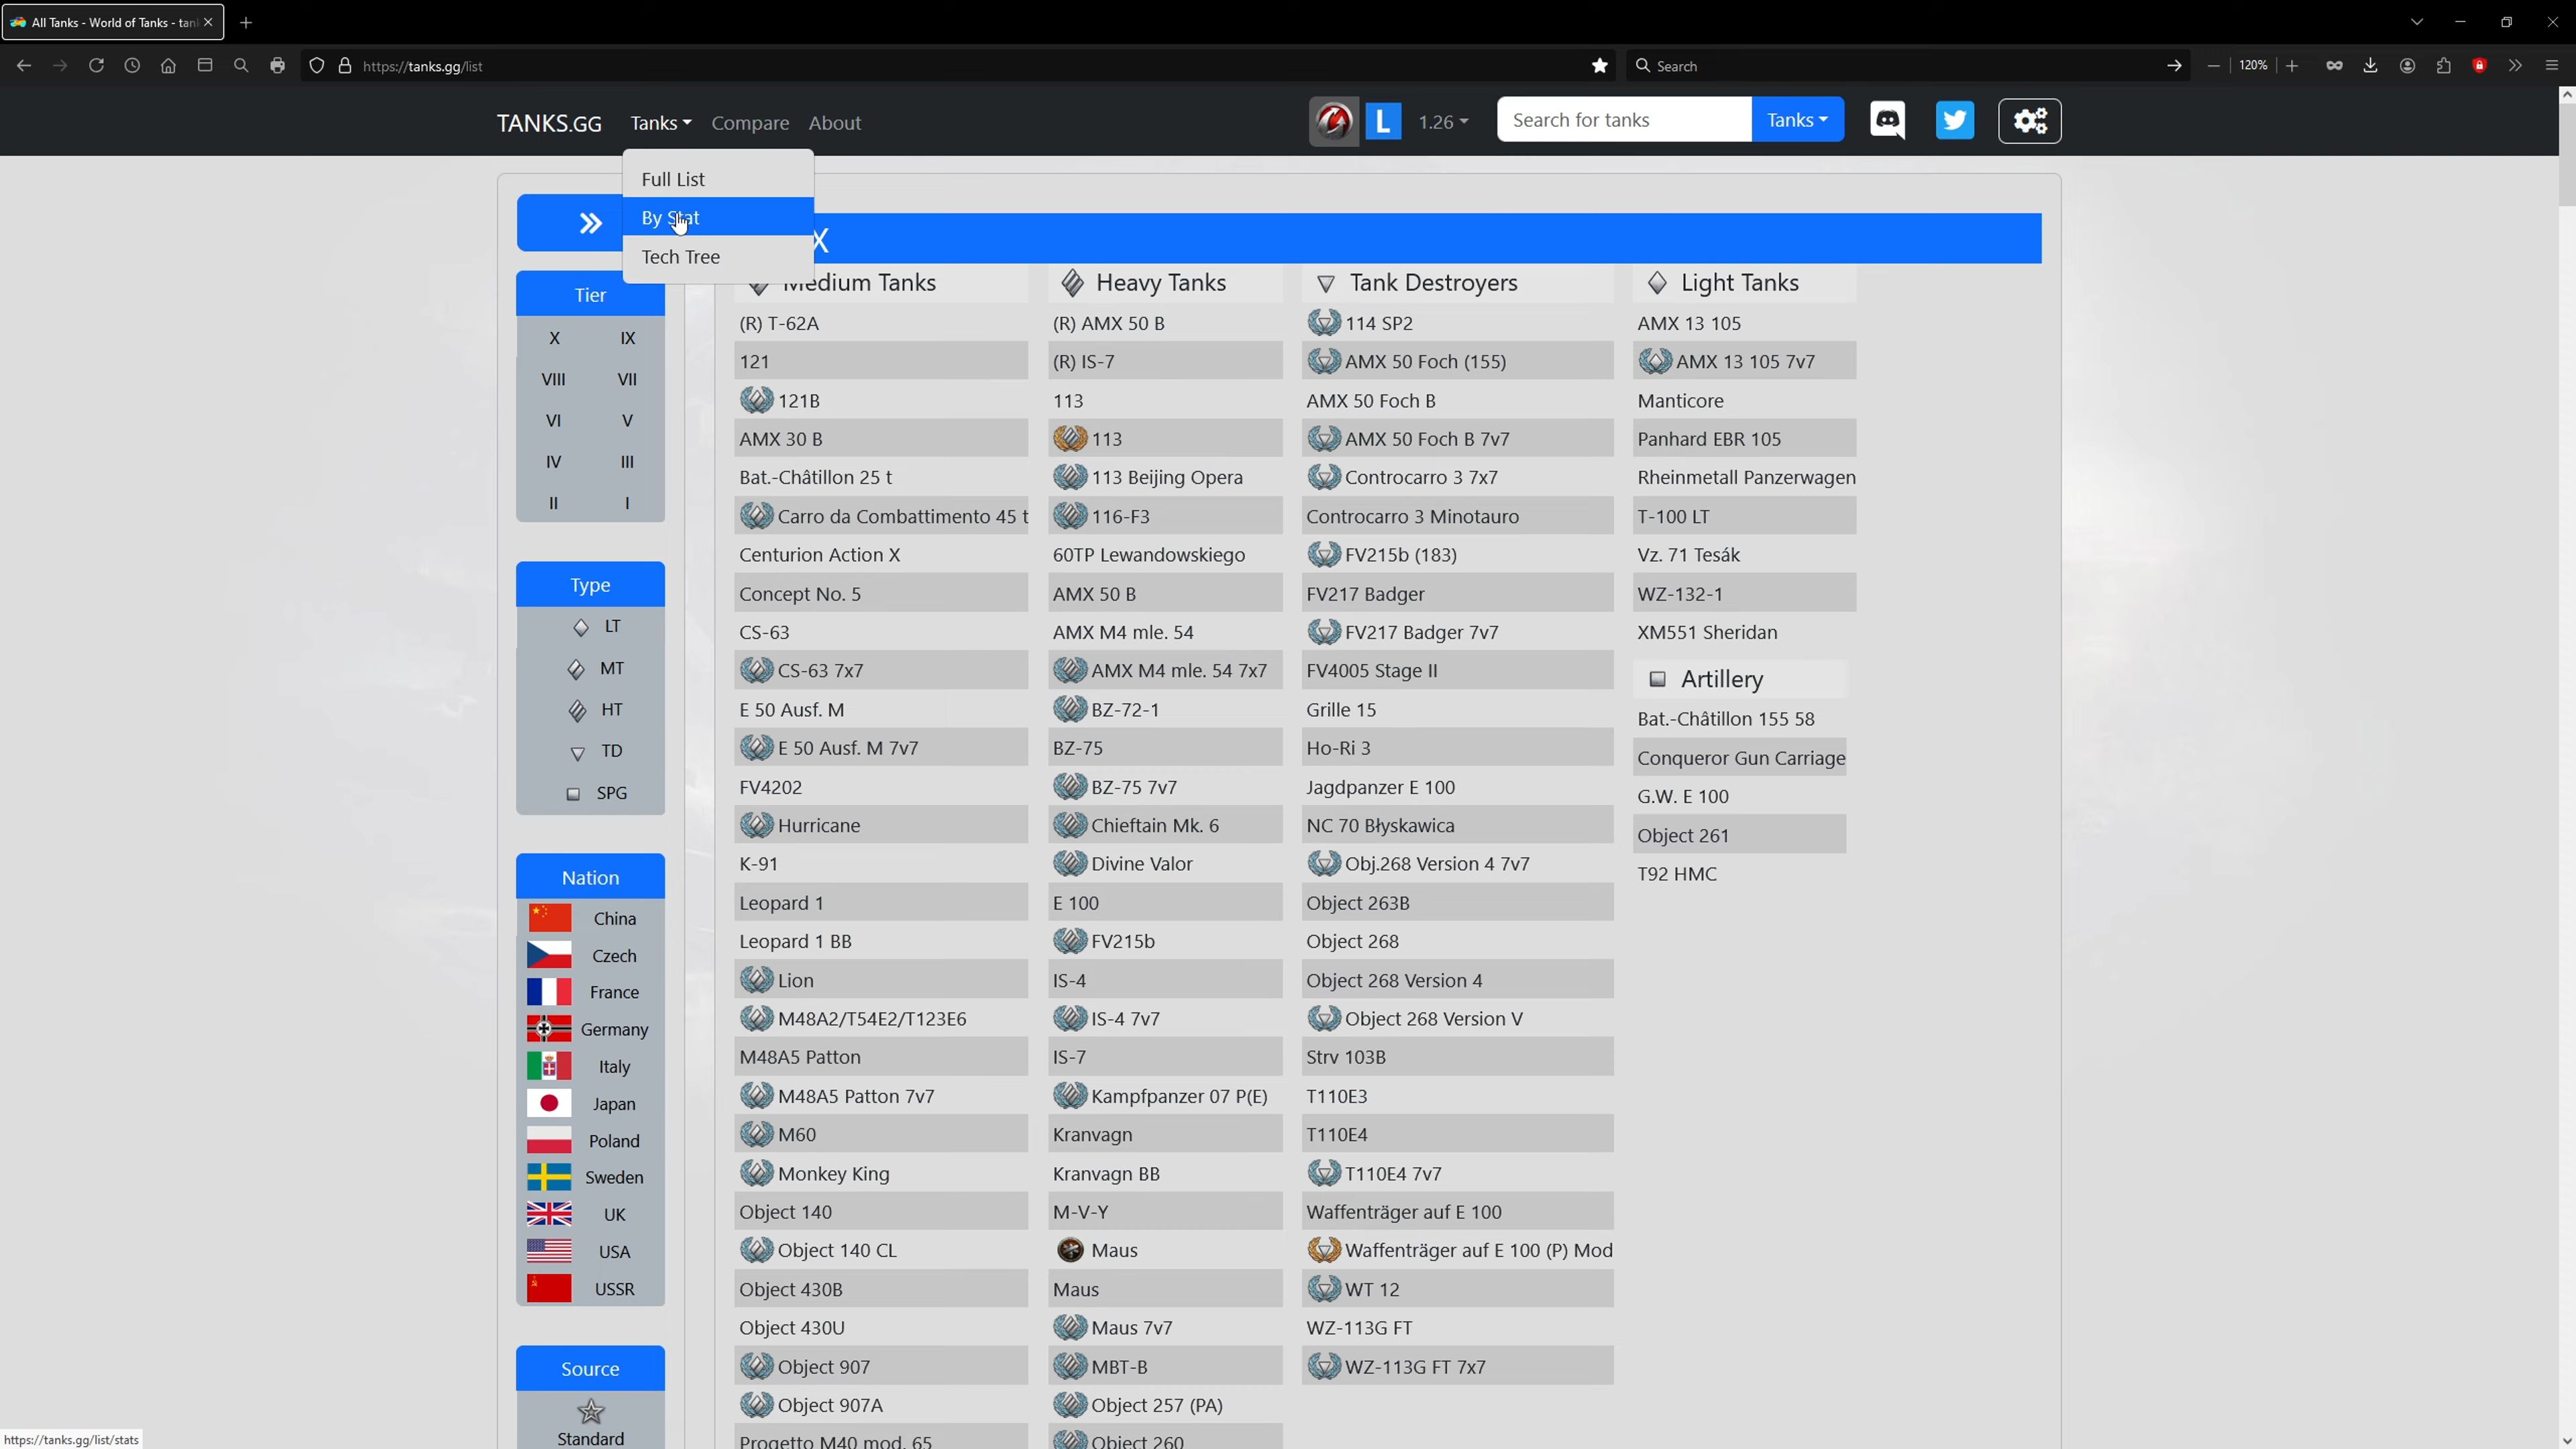 All Tanks - World of Tanks - tan
https://tanks.gg/list
Search
120%
TANKS.GG
Tanks
Compare
About
L
1.26
Search for tanks
Tanks
Full List
By Stat
Tech Tree
X
Tier
X IX
VIII VII
VI V
IV III
II I
Type
LT
MT
HT
TD
SPG
Nation
China
Czech
France
Germany
Italy
Japan
Poland
Sweden
UK
USA
USSR
Source
Standard
Medium Tanks
(R) T-62A
121
121B
AMX 30 B
Bat.-Châtillon 25 t
Carro da Combattimento 45 t
Centurion Action X
Concept No. 5
CS-63
CS-63 7x7
E 50 Ausf. M
E 50 Ausf. M 7v7
FV4202
Hurricane
K-91
Leopard 1
Leopard 1 BB
Lion
M48A2/T54E2/T123E6
M48A5 Patton
M48A5 Patton 7v7
M60
Monkey King
Object 140
Object 140 CL
Object 430B
Object 430U
Object 907
Object 907A
Progetto M40 mod. 65
Heavy Tanks
(R) AMX 50 B
(R) IS-7
113
113
113 Beijing Opera
116-F3
60TP Lewandowskiego
AMX 50 B
AMX M4 mle. 54
AMX M4 mle. 54 7x7
BZ-72-1
BZ-75
BZ-75 7v7
Chieftain Mk. 6
Divine Valor
E 100
FV215b
IS-4
IS-4 7v7
IS-7
Kampfpanzer 07 P(E)
Kranvagn
Kranvagn BB
M-V-Y
Maus
Maus
Maus 7v7
MBT-B
Object 257 (PA)
Object 260
Tank Destroyers
114 SP2
AMX 50 Foch (155)
AMX 50 Foch B
AMX 50 Foch B 7v7
Controcarro 3 7x7
Controcarro 3 Minotauro
FV215b (183)
FV217 Badger
FV217 Badger 7v7
FV4005 Stage II
Grille 15
Ho-Ri 3
Jagdpanzer E 100
NC 70 Błyskawica
Obj.268 Version 4 7v7
Object 263B
Object 268
Object 268 Version 4
Object 268 Version V
Strv 103B
T110E3
T110E4
T110E4 7v7
Waffenträger auf E 100
Waffenträger auf E 100 (P) Mod
WT 12
WZ-113G FT
WZ-113G FT 7x7
Light Tanks
AMX 13 105
AMX 13 105 7v7
Manticore
Panhard EBR 105
Rheinmetall Panzerwagen
T-100 LT
Vz. 71 Tesák
WZ-132-1
XM551 Sheridan
Artillery
Bat.-Châtillon 155 58
Conqueror Gun Carriage
G.W. E 100
Object 261
T92 HMC
https://tanks.gg/list/stats